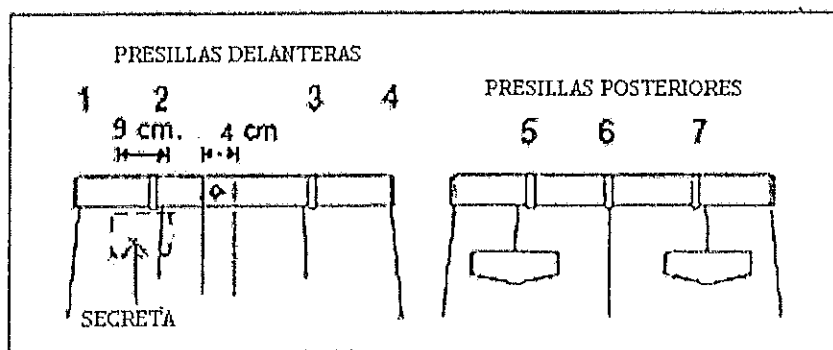 PRESILLAS DELANTERAS
1 2 3 4
9 cm. 4 cm
SECRETA
PRESILLAS POSTERIORES
5 6 7